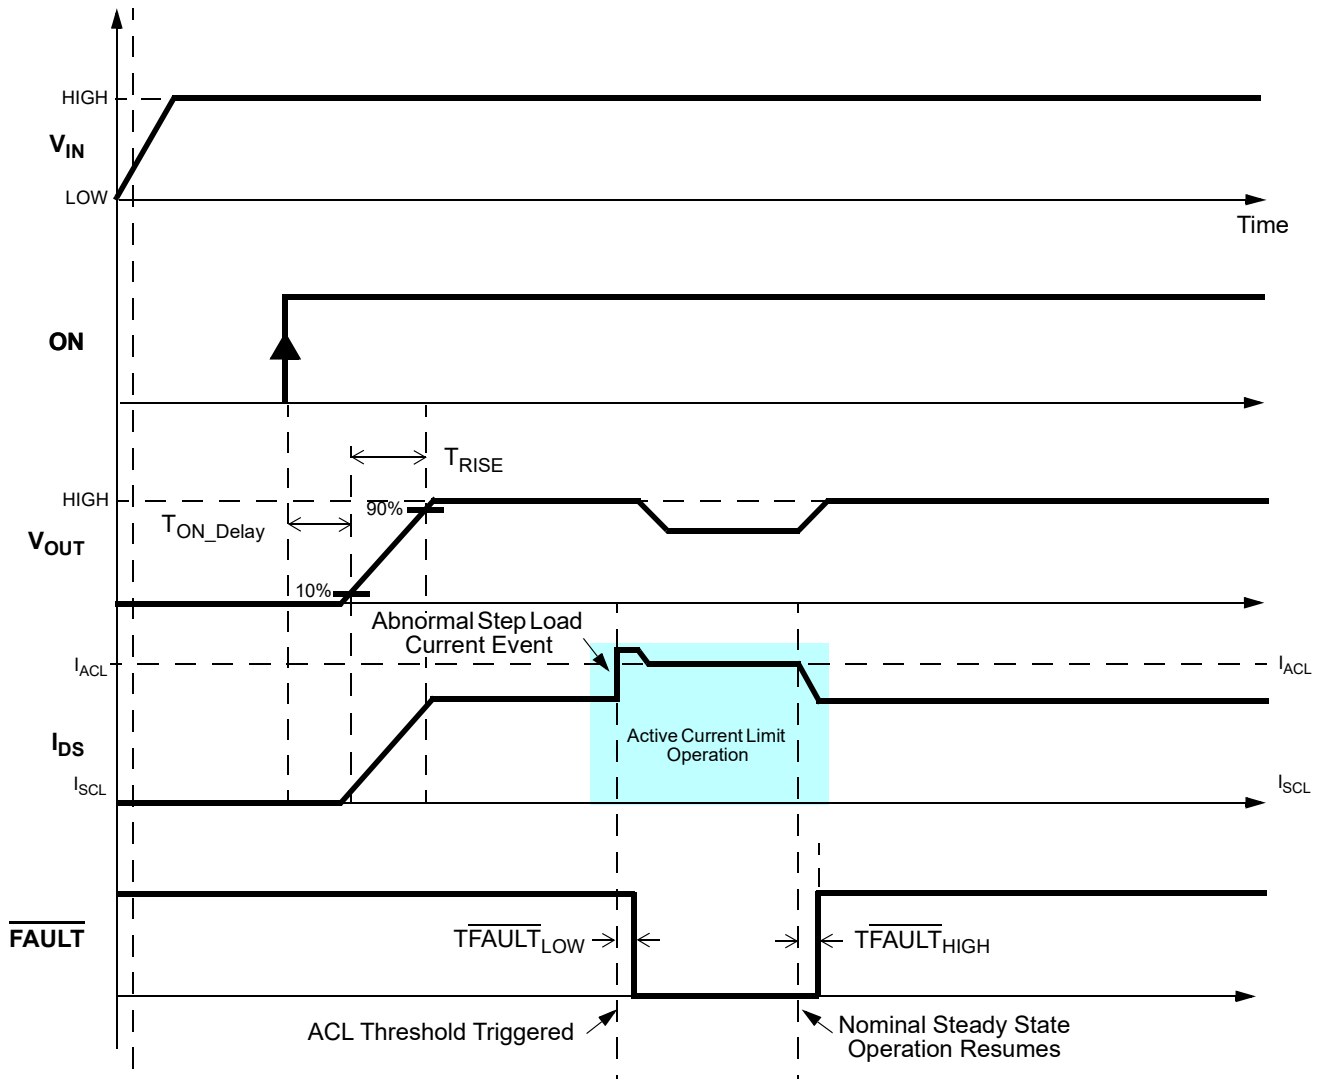 HIGH
VIN
LOW
Time
ON
TRISE
HIGH
90%
TON_Delay
VOUT
10%
Abnormal Step Load
Current Event
IACL
IACL
IDS
Active Current Limit
Operation
ISCL
ISCL
FAULT
TFAULTLOW
TFAULTHIGH
ACL Threshold Triggered
Nominal Steady State
Operation Resumes